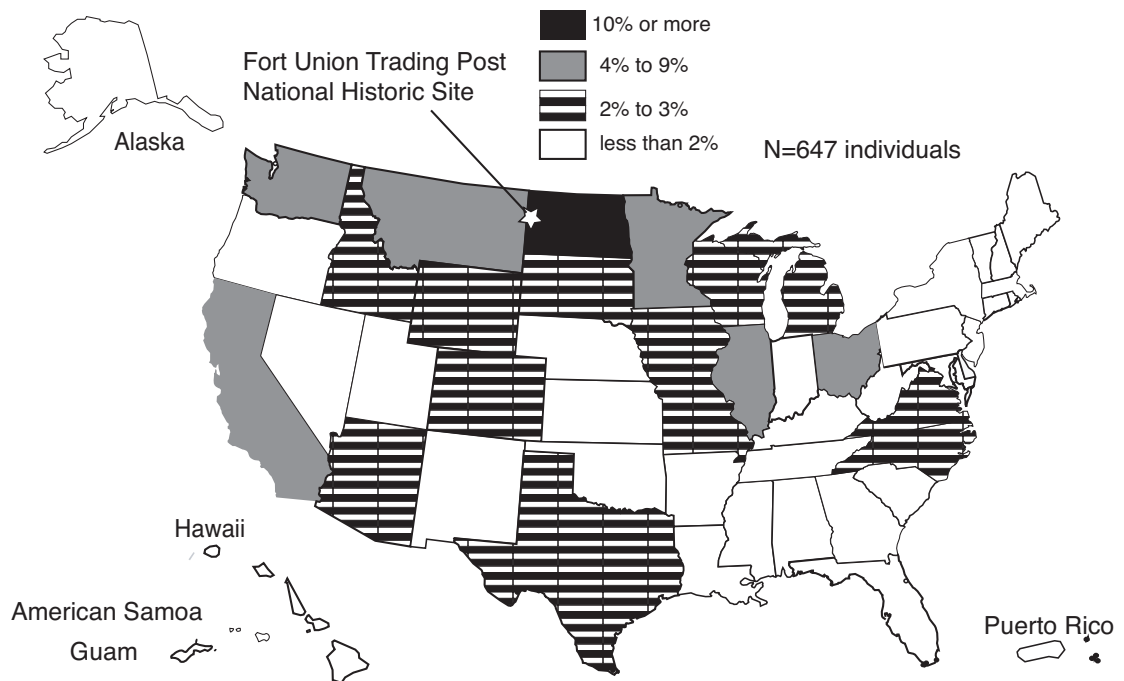 10% or more
4% to 9%
2% to 3%
less than 2%
Fort Union Trading Post
National Historic Site
N=647 individuals
Alaska
Hawaii
American Samoa
Guam
Puerto Rico